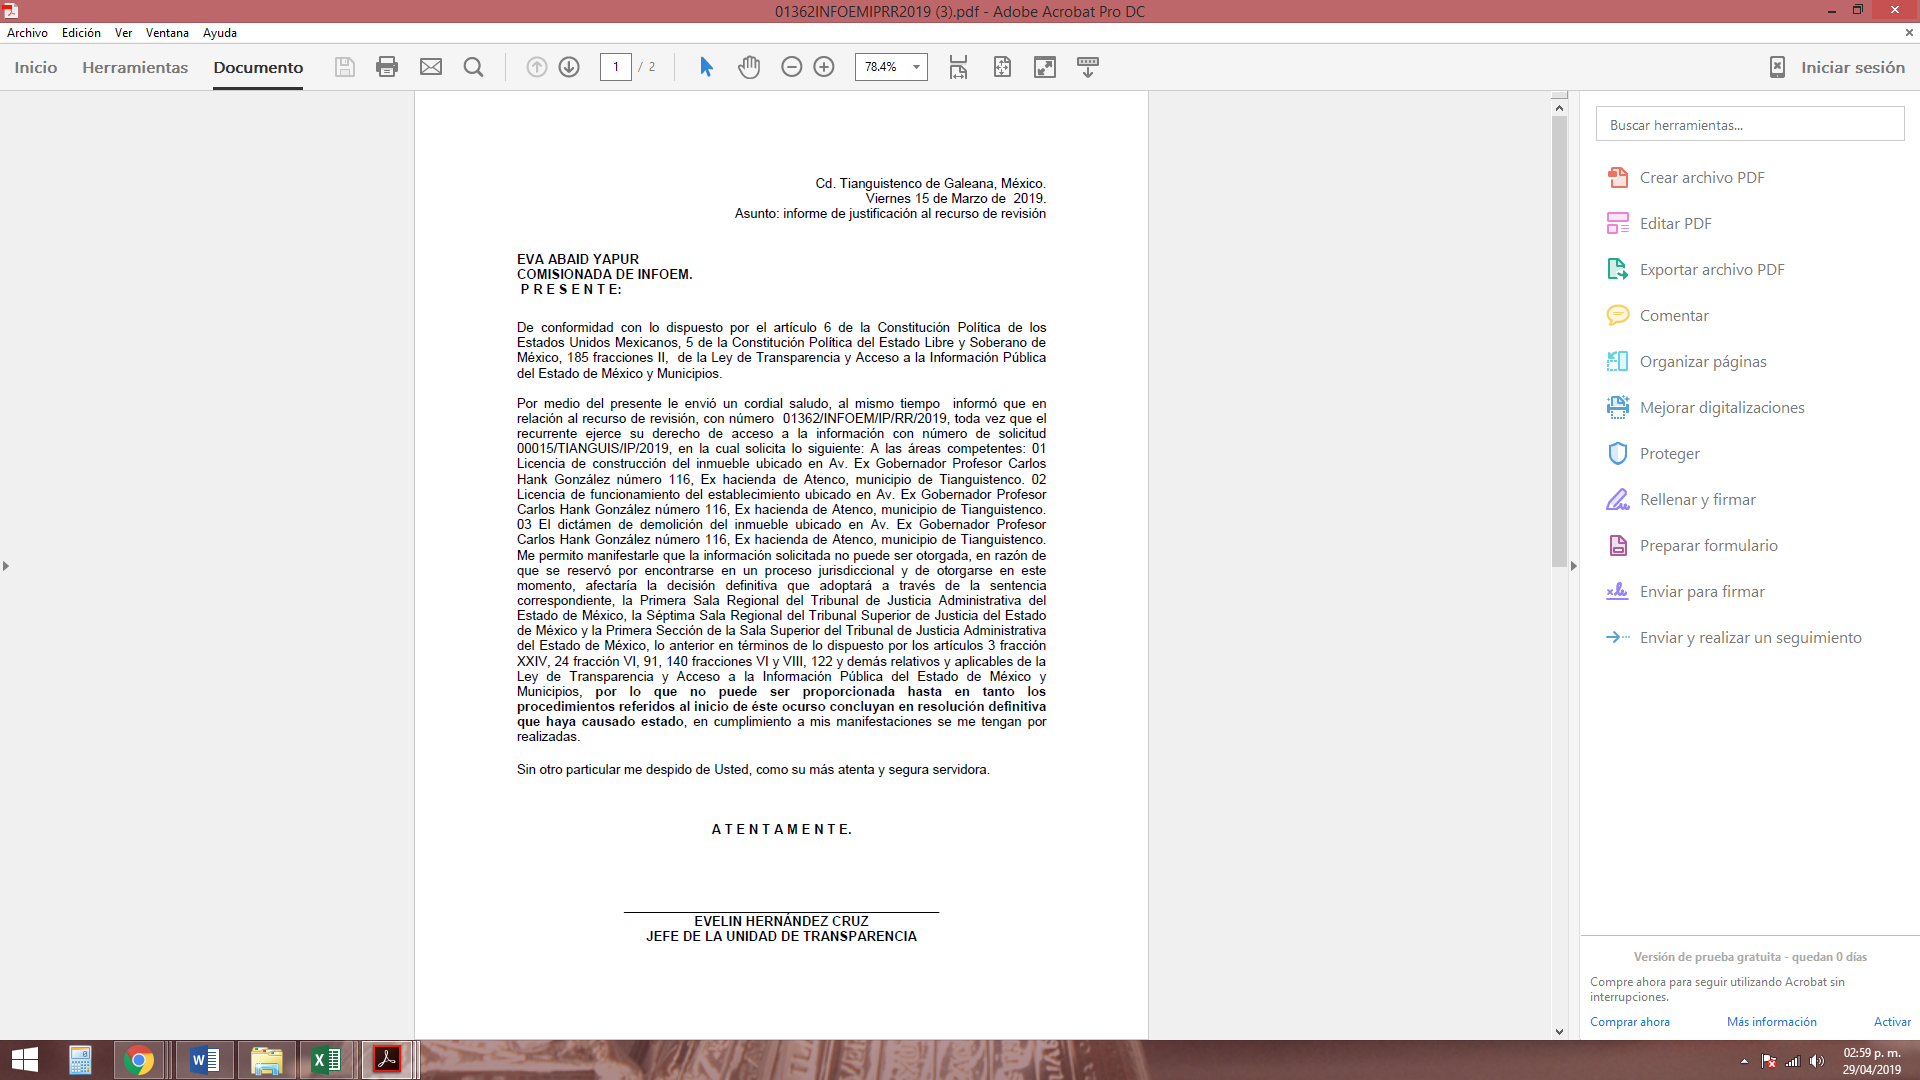 01362INFOEMIPRR2019 (3).pdf - Adobe Acrobat Pro DC
Archivo Edición Ver Ventana Ayuda
Inicio Herramientas Documento 1 / 2 78.4% Iniciar sesión
Cd. Tianguistenco de Galeana, México.
Viernes 15 de Marzo de 2019.
Asunto: informe de justificación al recurso de revisión
EVA ABAID YAPUR
COMISIONADA DE INFOEM.
P R E S E N T E:
De conformidad con lo dispuesto por el artículo 6 de la Constitución Política de los
Estados Unidos Mexicanos, 5 de la Constitución Política del Estado Libre y Soberano de
México, 185 fracciones II, de la Ley de Transparencia y Acceso a la Información Pública
del Estado de México y Municipios.
Por medio del presente le envió un cordial saludo, al mismo tiempo informó que en
relación al recurso de revisión, con número 01362/INFOEM/IP/RR/2019, toda vez que el
recurrente ejerce su derecho de acceso a la información con número de solicitud
00015/TIANGUIS/IP/2019, en la cual solicita lo siguiente: A las áreas competentes: 01
Licencia de construcción del inmueble ubicado en Av. Ex Gobernador Profesor Carlos
Hank González número 116, Ex hacienda de Atenco, municipio de Tianguistenco. 02
Licencia de funcionamiento del establecimiento ubicado en Av. Ex Gobernador Profesor
Carlos Hank González número 116, Ex hacienda de Atenco, municipio de Tianguistenco.
03 El dictámen de demolición del inmueble ubicado en Av. Ex Gobernador Profesor
Carlos Hank González número 116, Ex hacienda de Atenco, municipio de Tianguistenco.
Me permito manifestarle que la información solicitada no puede ser otorgada, en razón de
que se reservó por encontrarse en un proceso jurisdiccional y de otorgarse en este
momento, afectaría la decisión definitiva que adoptará a través de la sentencia
correspondiente, la Primera Sala Regional del Tribunal de Justicia Administrativa del
Estado de México, la Séptima Sala Regional del Tribunal Superior de Justicia del Estado
de México y la Primera Sección de la Sala Superior del Tribunal de Justicia Administrativa
del Estado de México, lo anterior en términos de lo dispuesto por los artículos 3 fracción
XXIV, 24 fracción VI, 91, 140 fracciones VI y VIII, 122 y demás relativos y aplicables de la
Ley de Transparencia y Acceso a la Información Pública del Estado de México y
Municipios, por lo que no puede ser proporcionada hasta en tanto los
procedimientos referidos al inicio de éste ocurso concluyan en resolución definitiva
que haya causado estado, en cumplimiento a mis manifestaciones se me tengan por
realizadas.
Sin otro particular me despido de Usted, como su más atenta y segura servidora.
A T E N T A M E N T E.
EVELIN HERNÁNDEZ CRUZ
JEFE DE LA UNIDAD DE TRANSPARENCIA
Buscar herramientas...
Crear archivo PDF
Editar PDF
Exportar archivo PDF
Comentar
Organizar páginas
Mejorar digitalizaciones
Proteger
Rellenar y firmar
Preparar formulario
Enviar para firmar
Enviar y realizar un seguimiento
Versión de prueba gratuita - quedan 0 días
Compre ahora para seguir utilizando Acrobat sin
interrupciones.
Comprar ahora Más información Activar
02:59 p. m.
29/04/2019